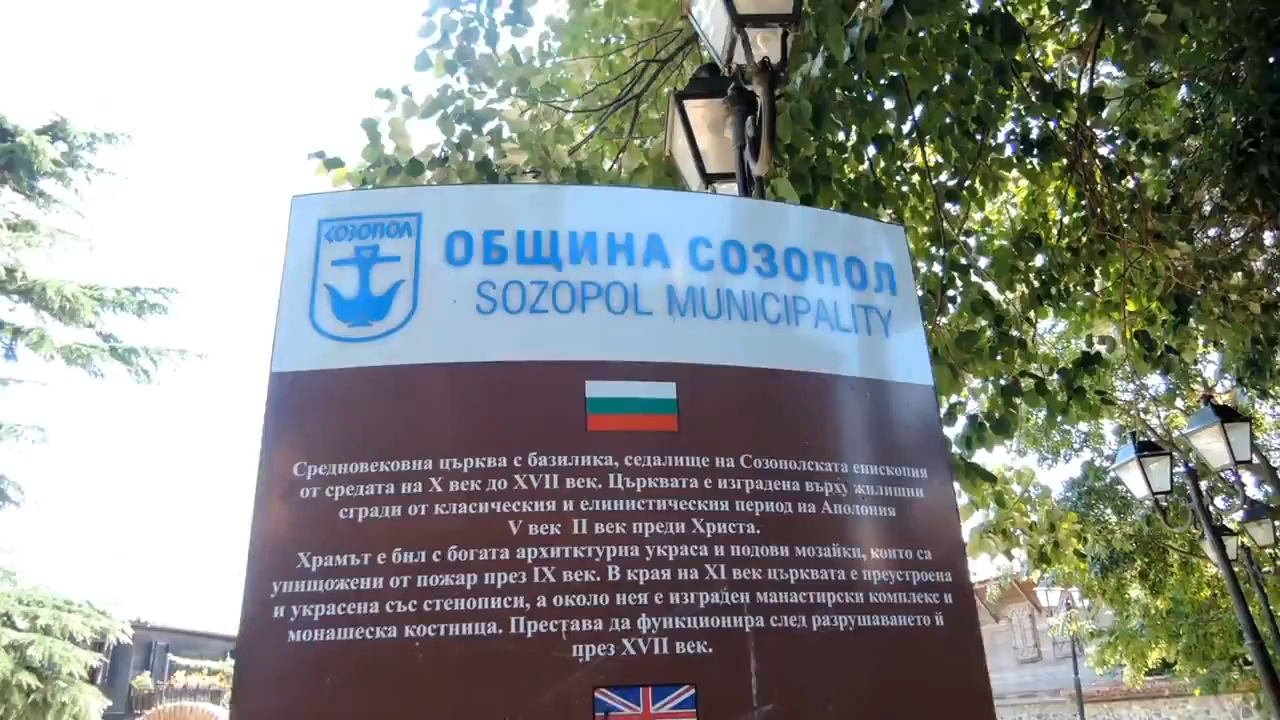 СОЗОПОЛ
ОБЩИНА СОЗОПОЛ
SOZOPOL MUNICIPALITY
Средновековна църква с базилика, седалище на Созополската епископия
от средата на X век до XVII век. Църквата е изградена върху жилищни
сгради от класическия и елинистическия период на Аполония
V век II век преди Христа.
Храмът е бил с богата архитктурна украса и подови мозайки, които са
унищожени от пожар през IX век. В края на XI век църквата е преустроена
и украсена със стенописи, а около нея е изграден манастирски комплекс и
монашеска костница. Престава да функционира след разрушаването й
през XVII век.